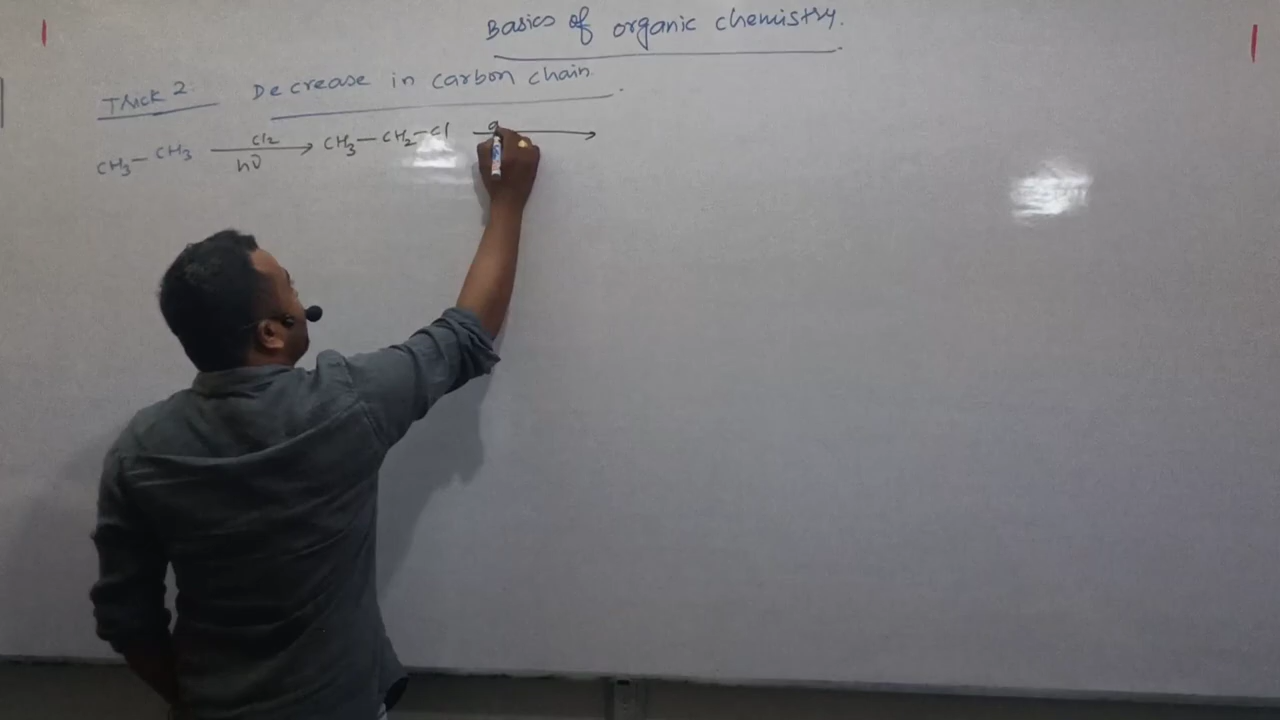 Basics of organic chemistry.
Trick 2: Decrease in carbon chain.
CH₃ — CH₃ Cl₂ hν → CH₃ — CH₂ — Cl a →